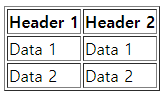 Header 1 Header 2
Data 1 Data 1
Data 2 Data 2